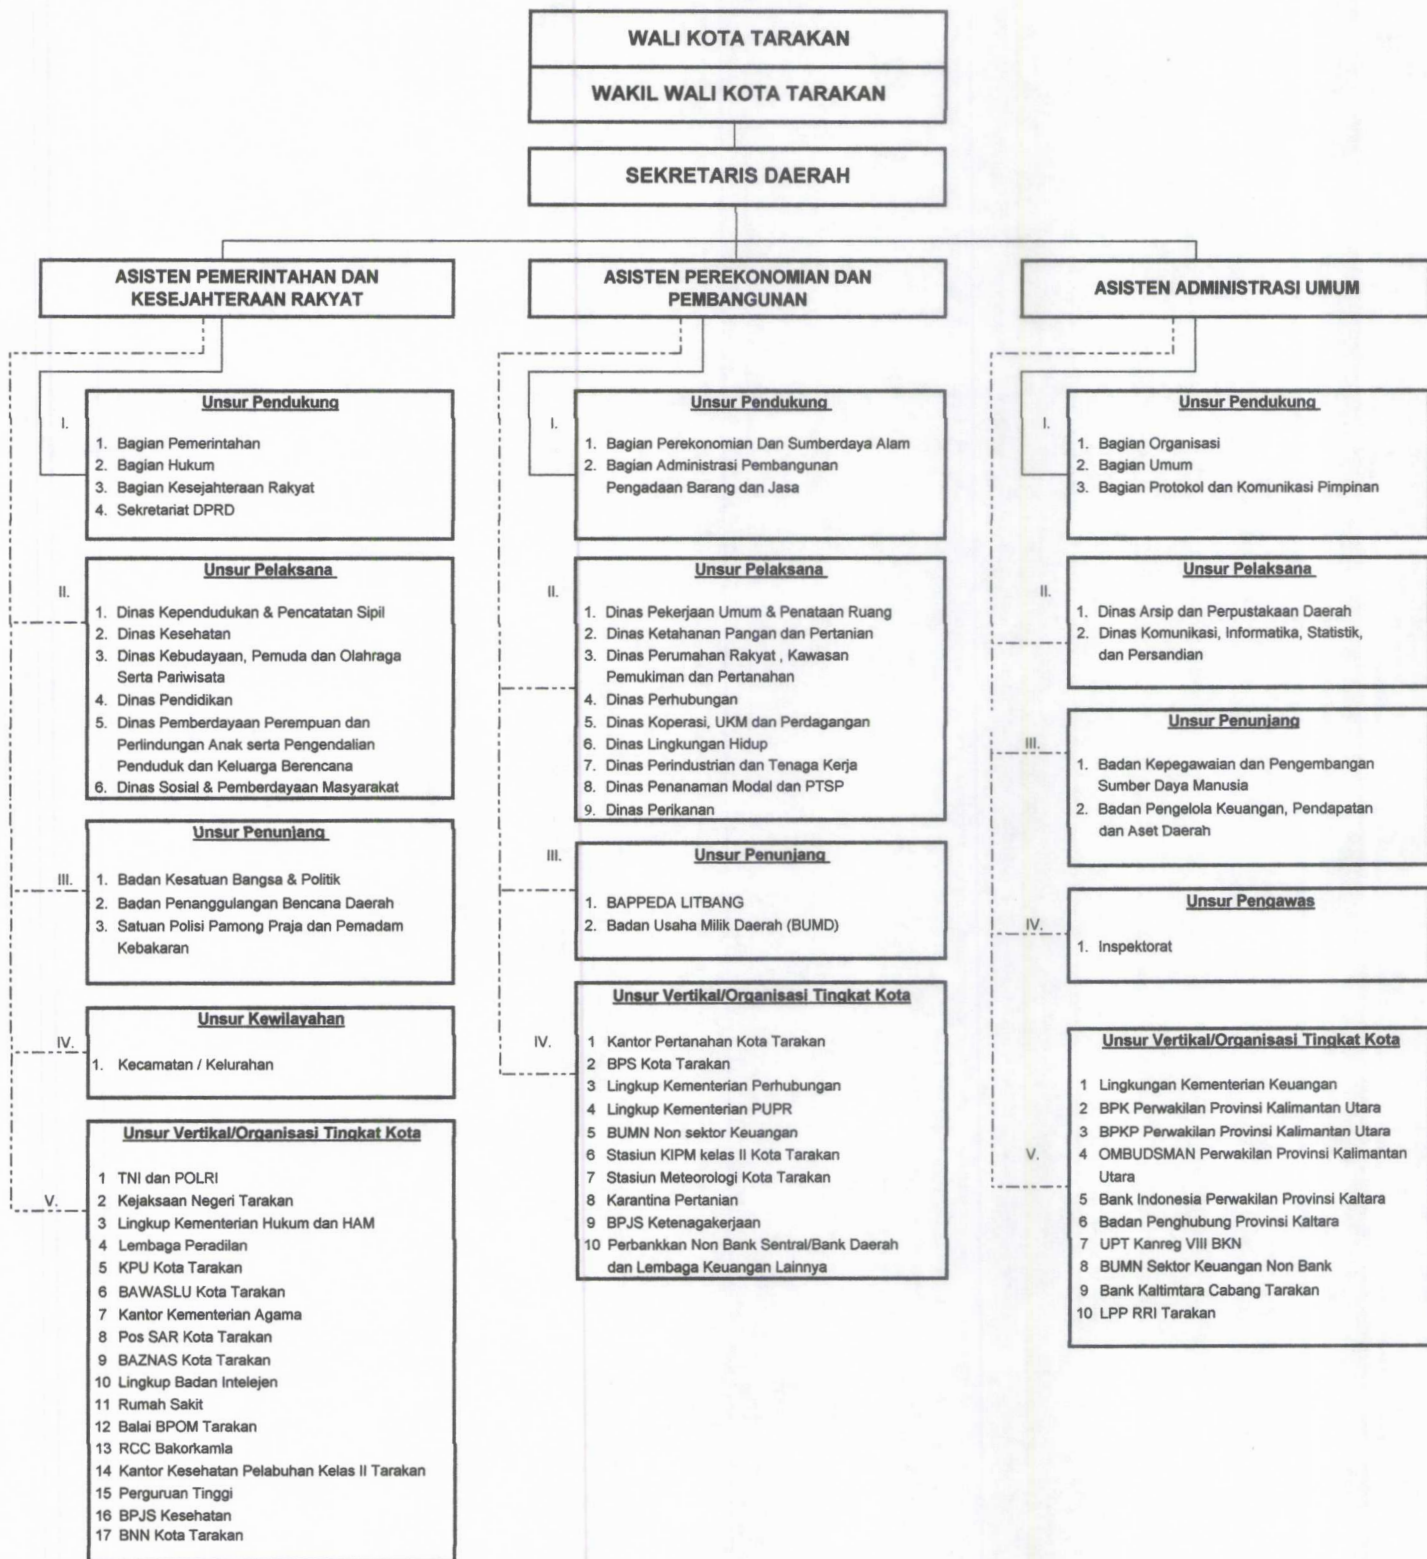 WALI KOTA TARAKAN
WAKIL WALI KOTA TARAKAN
SEKRETARIS DAERAH
ASISTEN PEMERINTAHAN DAN
KESEJAHTERAAN RAKYAT
I.
Unsur Pendukung
1. Bagian Pemerintahan
2. Bagian Hukum
3. Bagian Kesejahteraan Rakyat
4. Sekretariat DPRD
II.
Unsur Pelaksana
1. Dinas Kependudukan & Pencatatan Sipil
2. Dinas Kesehatan
3. Dinas Kebudayaan, Pemuda dan Olahraga
Serta Pariwisata
4. Dinas Pendidikan
5. Dinas Pemberdayaan Perempuan dan
Perlindungan Anak serta Pengendalian
Penduduk dan Keluarga Berencana
6. Dinas Sosial & Pemberdayaan Masyarakat
III.
Unsur Penunjang
1. Badan Kesatuan Bangsa & Politik
2. Badan Penanggulangan Bencana Daerah
3. Satuan Polisi Pamong Praja dan Pemadam
Kebakaran
IV.
Unsur Kewilayahan
1. Kecamatan / Kelurahan
V.
Unsur Vertikal/Organisasi Tingkat Kota
1 TNI dan POLRI
2 Kejaksaan Negeri Tarakan
3 Lingkup Kementerian Hukum dan HAM
4 Lembaga Peradilan
5 KPU Kota Tarakan
6 BAWASLU Kota Tarakan
7 Kantor Kementerian Agama
8 Pos SAR Kota Tarakan
9 BAZNAS Kota Tarakan
10 Lingkup Badan Intelejen
11 Rumah Sakit
12 Balai BPOM Tarakan
13 RCC Bakorkamla
14 Kantor Kesehatan Pelabuhan Kelas II Tarakan
15 Perguruan Tinggi
16 BPJS Kesehatan
17 BNN Kota Tarakan
ASISTEN PEREKONOMIAN DAN
PEMBANGUNAN
I.
Unsur Pendukung
1. Bagian Perekonomian Dan Sumberdaya Alam
2. Bagian Administrasi Pembangunan
Pengadaan Barang dan Jasa
II.
Unsur Pelaksana
1. Dinas Pekerjaan Umum & Penataan Ruang
2. Dinas Ketahanan Pangan dan Pertanian
3. Dinas Perumahan Rakyat , Kawasan
Pemukiman dan Pertanahan
4. Dinas Perhubungan
5. Dinas Koperasi, UKM dan Perdagangan
6. Dinas Lingkungan Hidup
7. Dinas Perindustrian dan Tenaga Kerja
8. Dinas Penanaman Modal dan PTSP
9. Dinas Perikanan
III.
Unsur Penunjang
1. BAPPEDA LITBANG
2. Badan Usaha Milik Daerah (BUMD)
IV.
Unsur Vertikal/Organisasi Tingkat Kota
1 Kantor Pertanahan Kota Tarakan
2 BPS Kota Tarakan
3 Lingkup Kementerian Perhubungan
4 Lingkup Kementerian PUPR
5 BUMN Non sektor Keuangan
6 Stasiun KIPM kelas II Kota Tarakan
7 Stasiun Meteorologi Kota Tarakan
8 Karantina Pertanian
9 BPJS Ketenagakerjaan
10 Perbankkan Non Bank Sentral/Bank Daerah
dan Lembaga Keuangan Lainnya
ASISTEN ADMINISTRASI UMUM
I.
Unsur Pendukung
1. Bagian Organisasi
2. Bagian Umum
3. Bagian Protokol dan Komunikasi Pimpinan
II.
Unsur Pelaksana
1. Dinas Arsip dan Perpustakaan Daerah
2. Dinas Komunikasi, Informatika, Statistik,
dan Persandian
III.
Unsur Penunjang
1. Badan Kepegawaian dan Pengembangan
Sumber Daya Manusia
2. Badan Pengelola Keuangan, Pendapatan
dan Aset Daerah
IV.
Unsur Pengawas
1. Inspektorat
V.
Unsur Vertikal/Organisasi Tingkat Kota
1 Lingkungan Kementerian Keuangan
2 BPK Perwakilan Provinsi Kalimantan Utara
3 BPKP Perwakilan Provinsi Kalimantan Utara
4 OMBUDSMAN Perwakilan Provinsi Kalimantan
Utara
5 Bank Indonesia Perwakilan Provinsi Kaltara
6 Badan Penghubung Provinsi Kaltara
7 UPT Kanreg VIII BKN
8 BUMN Sektor Keuangan Non Bank
9 Bank Kaltimtara Cabang Tarakan
10 LPP RRI Tarakan